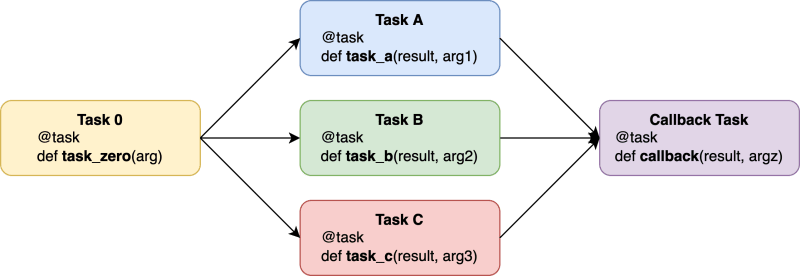 Task A
@task
def task_a(result, arg1)
Task 0
@task
def task_zero(arg)
Task B
@task
def task_b(result, arg2)
Callback Task
@task
def callback(result, argz)
Task C
@task
def task_c(result, arg3)